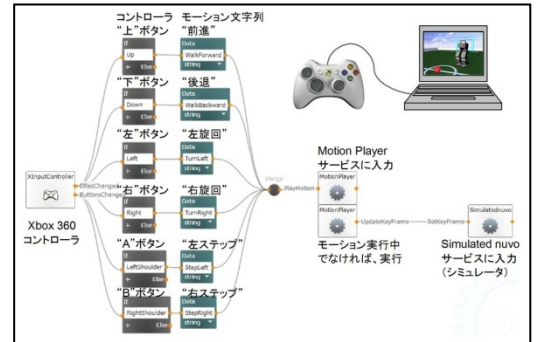 コントローラ モーション文字列
“上”ボタン “前進”
If
Up
+ Else
Data
WalkForward
string
“下”ボタン “後退”
If
Down
+ Else
Data
WalkBackward
string
“左”ボタン “左旋回”
If
Left
+ Else
Data
TurnLeft
string
XInputController
DPadChanged
ButtonsChange
Xbox 360
コントローラ
“右”ボタン “右旋回”
If
Right
+ Else
Data
TurnRight
string
“A”ボタン “左ステップ”
If
LeftShoulder
+ Else
Data
StepLeft
string
“B”ボタン “右ステップ”
If
RightShoulder
+ Else
Data
StepRight
string
Merge
PlayMotion
Motion Player
サービスに入力
MotionPlayer
MotionPlayer
UpdateKeyFrame
SetKeyFrame
Simulatednuvo
モーション実行中
でなければ、実行
Simulated nuvo
サービスに入力
（シミュレータ）